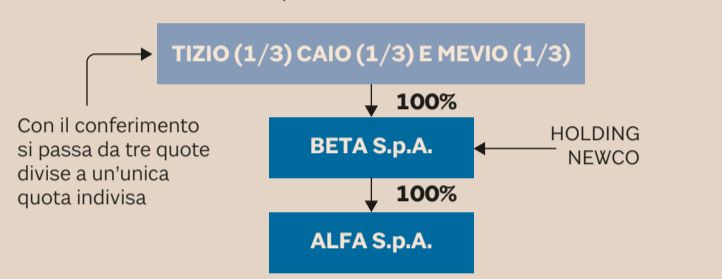 TIZIO (1/3) CAIO (1/3) E MEVIO (1/3)
100%
Con il conferimento
si passa da tre quote
divise a un'unica
quota indivisa
BETA S.p.A.
HOLDING
NEWCO
100%
ALFA S.p.A.